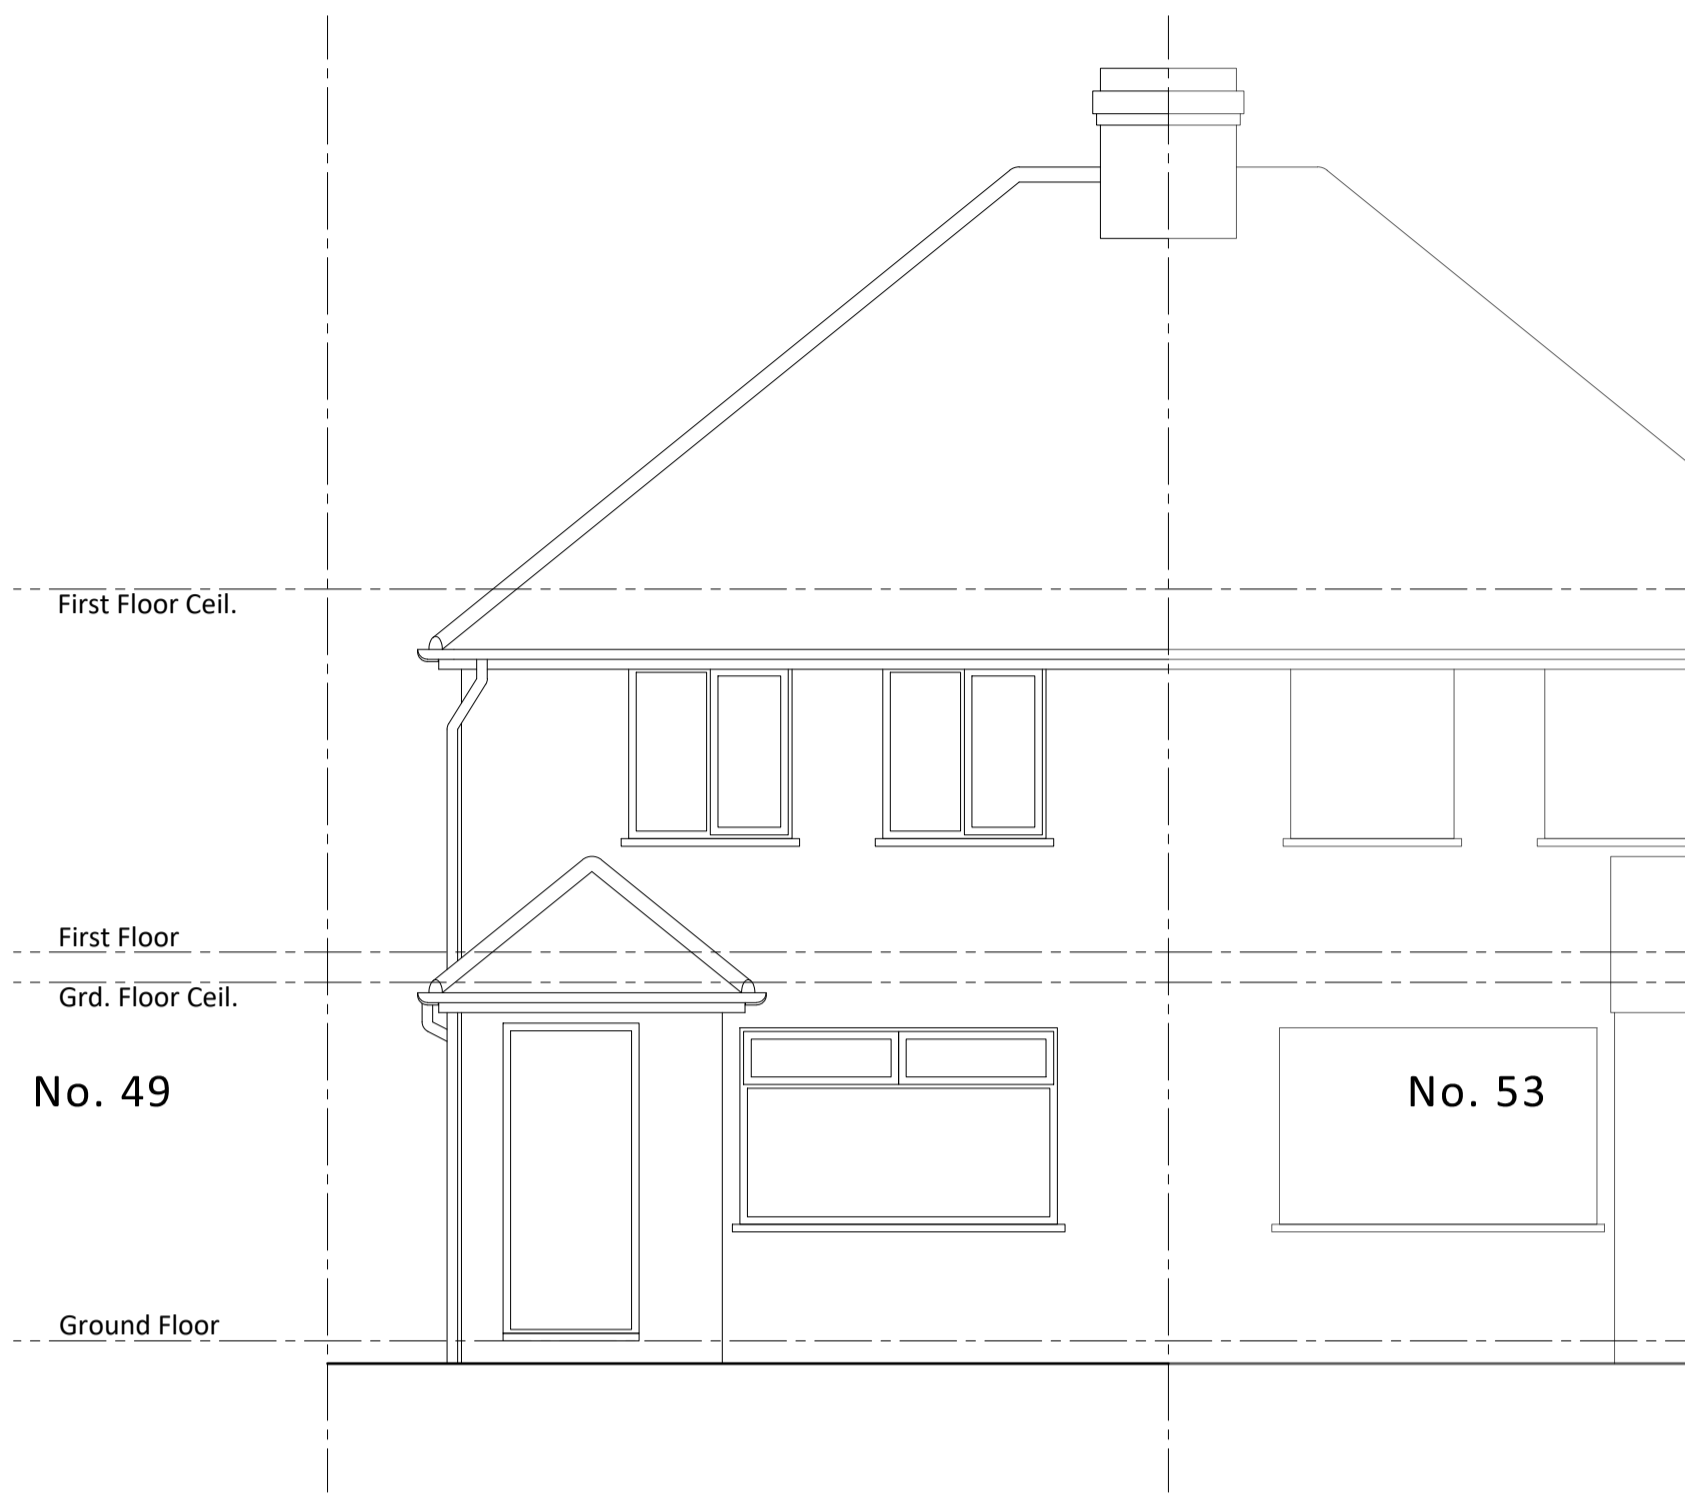 First Floor Ceil.
First Floor
Grd. Floor Ceil.
No. 49
No. 53
Ground Floor